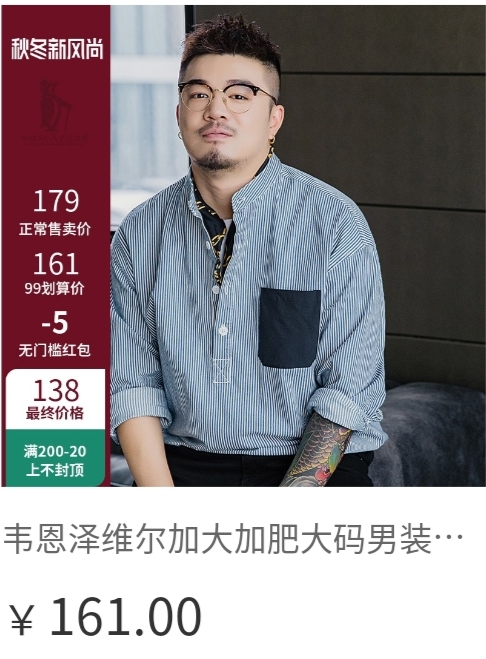 秋冬新风尚
179
正常售卖价
161
99划算价
-5
无门槛红包
138
最终价格
满200-20
上不封顶
韦恩泽维尔加大加肥大码男装…
￥161.00